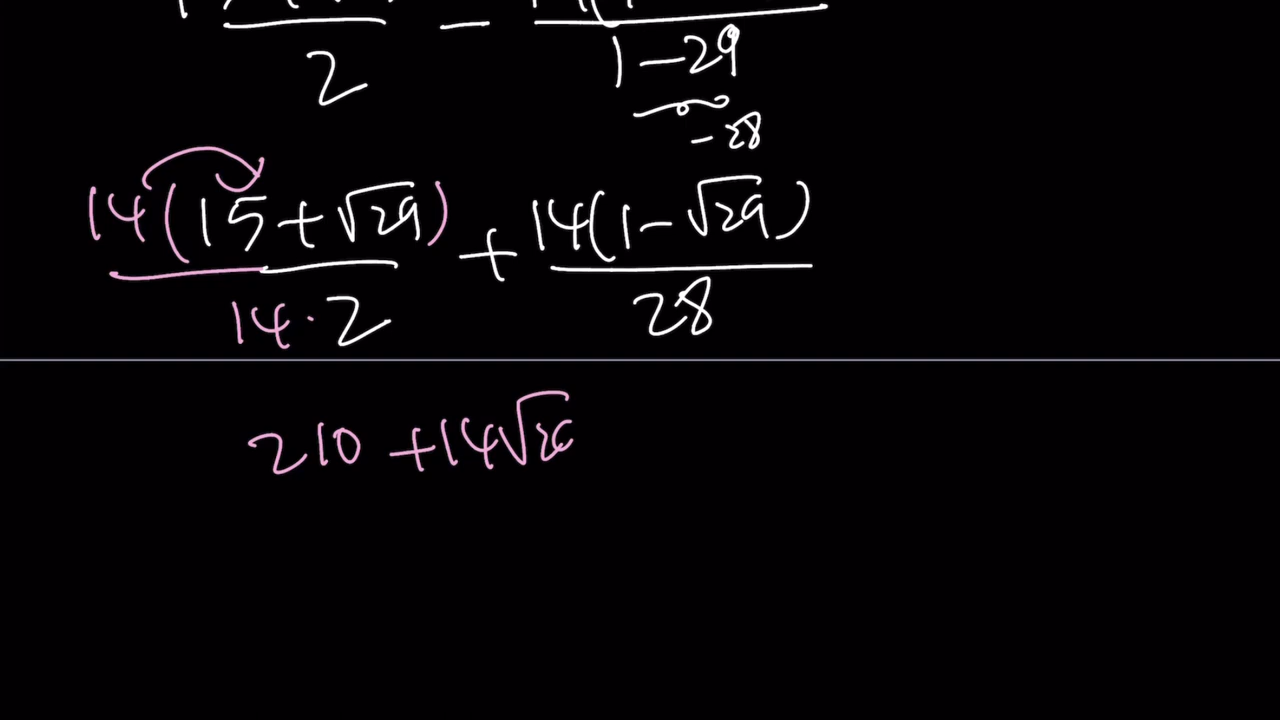 2 - 1 - 29
- 28
14(15 + √29) / 14 · 2 + 14(1 - √29) / 28
210 + 14√29